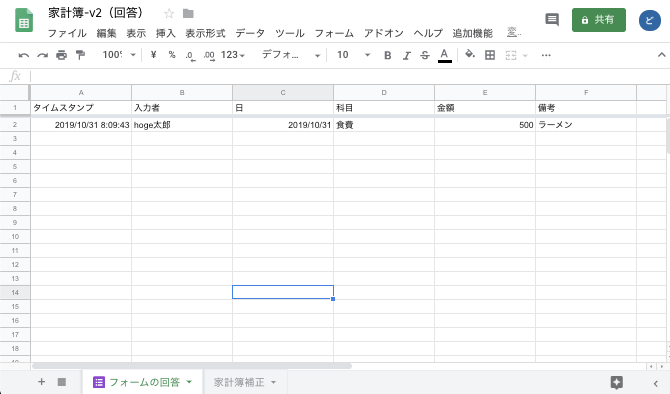 家計簿-v2（回答）
ファイル 編集 表示 挿入 表示形式 データ ツール フォーム アドオン ヘルプ 変..
共有
ど
100% ¥ % .0 .00 123 デフォ... 10 B I S A
fx
A B C D E F
1 タイムスタンプ 入力者 日 科目 金額 備考
2 2019/10/31 8:09:43 hoge太郎 2019/10/31 食費 500 ラーメン
3
4
5
6
7
8
9
10
11
12
13
14
15
16
17
18
19
フォームの回答 家計簿補正